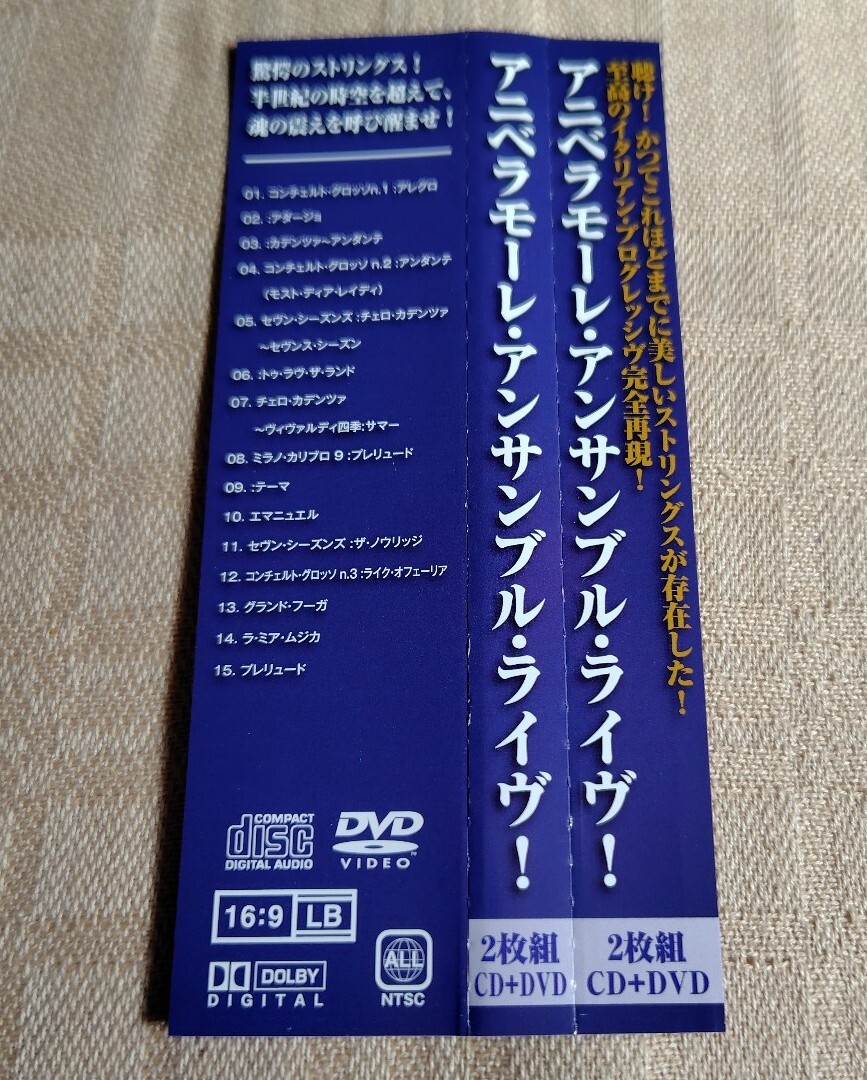 聴け！かつてこれほどまでに美しいストリングスが存在した！
至高のイタリアン・プログレッシヴ完全再現！
アニベラモーレ・アンサンブル・ライヴ！
2枚組
CD+DVD
アニベラモーレ・アンサンブル・ライヴ！
2枚組
CD+DVD
驚愕のストリングス！
半世紀の時空を超えて、
魂の震えを呼び醒ませ！
01. コンチェルト・グロッソn.1 :アレグロ
02. :アダージョ
03. :カデンツァ～アンダンテ
04. コンチェルト・グロッソ n.2 :アンダンテ
（モスト・ディア・レイディ）
05. セヴン・シーズンズ :チェロ・カデンツァ
～セヴンス・シーズン
06. :トゥ・ラヴ・ザ・ランド
07. チェロ・カデンツァ
～ヴィヴァルディ四季:サマー
08. ミラノ・カリブロ 9 :プレリュード
09. :テーマ
10. エマニュエル
11. セヴン・シーズンズ :ザ・ノウリッジ
12. コンチェルト・グロッソ n.3 :ライク・オフェーリア
13. グランド・フーガ
14. ラ・ミア・ムジカ
15. プレリュード
COMPACT
disc
DIGITAL AUDIO
DVD
VIDEO
TM
16:9 LB
DOLBY
DIGITAL
ALL
NTSC